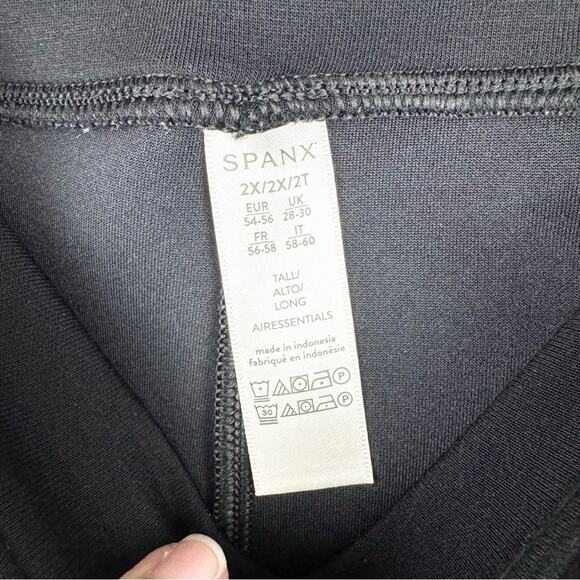 SPANX
2X/2X/2T
EUR UK
54-56 28-30
FR IT
56-58 58-60
TALL/
ALTO/
LONG
AIRESSENTIALS
made in indonesia
fabriqué en indonésie
P
30 P